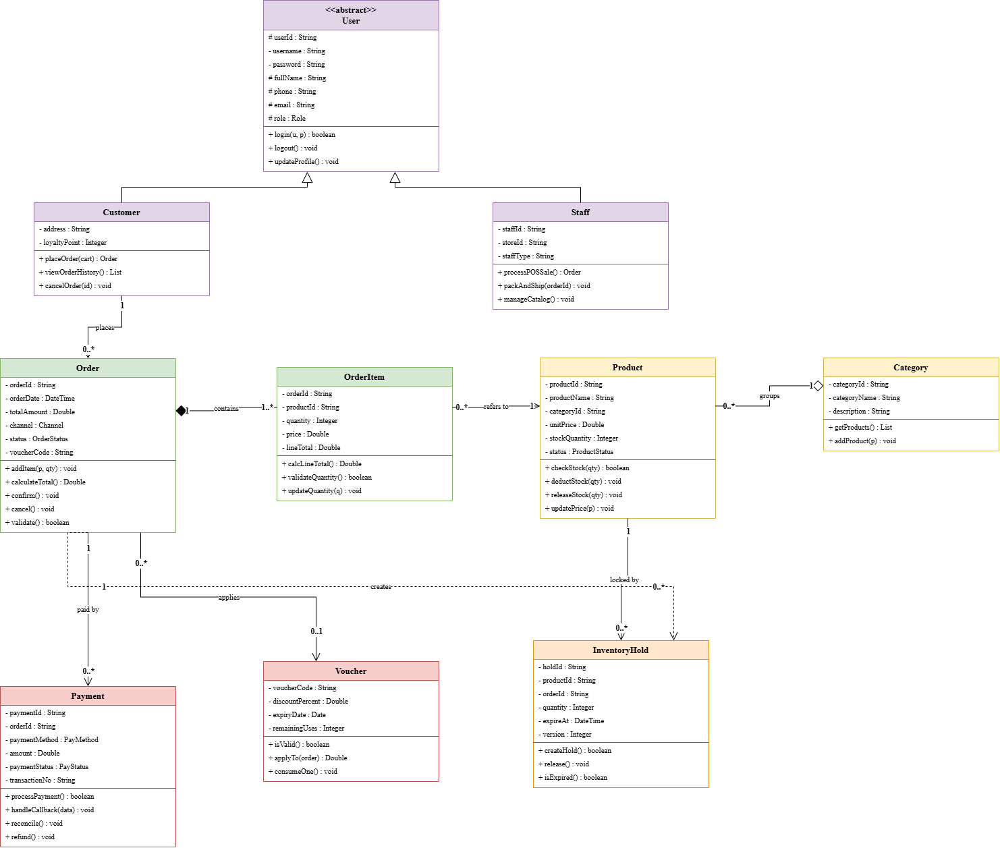 <<abstract>>
User
# userId : String
- username : String
- password : String
# fullName : String
# phone : String
# email : String
# role : Role
+ login(u, p) : boolean
+ logout() : void
+ updateProfile() : void
Customer
- address : String
- loyaltyPoint : Integer
+ placeOrder(cart) : Order
+ viewOrderHistory() : List
+ cancelOrder(id) : void
Staff
- staffId : String
- storeId : String
- staffType : String
+ processPOSSale() : Order
+ packAndShip(orderId) : void
+ manageCatalog() : void
1
places
0..*
Order
- orderId : String
- orderDate : DateTime
- totalAmount : Double
- channel : Channel
- status : OrderStatus
- voucherCode : String
+ addItem(p, qty) : void
+ calculateTotal() : Double
+ confirm() : void
+ cancel() : void
+ validate() : boolean
1
contains
1..*
OrderItem
- orderId : String
- productId : String
- quantity : Integer
- price : Double
- lineTotal : Double
+ calcLineTotal() : Double
+ validateQuantity() : boolean
+ updateQuantity(q) : void
0..*
refers to
1
Product
- productId : String
- productName : String
- categoryId : String
- unitPrice : Double
- stockQuantity : Integer
- status : ProductStatus
+ checkStock(qty) : boolean
+ deductStock(qty) : void
+ releaseStock(qty) : void
+ updatePrice(p) : void
0..*
groups
1
Category
- categoryId : String
- categoryName : String
- description : String
+ getProducts() : List
+ addProduct(p) : void
1
paid by
0..*
0..*
applies
0..1
1
creates
0..*
1
locked by
0..*
Payment
- paymentId : String
- orderId : String
- paymentMethod : PayMethod
- amount : Double
- paymentStatus : PayStatus
- transactionNo : String
+ processPayment() : boolean
+ handleCallback(data) : void
+ reconcile() : void
+ refund() : void
Voucher
- voucherCode : String
- discountPercent : Double
- expiryDate : Date
- remainingUses : Integer
+ isValid() : boolean
+ applyTo(order) : Double
+ consumeOne() : void
InventoryHold
- holdId : String
- productId : String
- orderId : String
- quantity : Integer
- expireAt : DateTime
- version : Integer
+ createHold() : boolean
+ release() : void
+ isExpired() : boolean